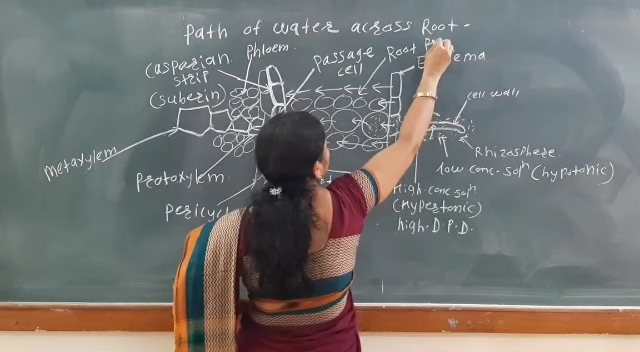 Path of water across Root -
Phloem
Casparian
strip
(suberin)
Passage
cell
Root
cell wall
Metaxylem
Protoxylem
Rhizosphere
low conc. solⁿ (hypotonic)
High conc solⁿ
(Hypertonic)
high. D.P.D.